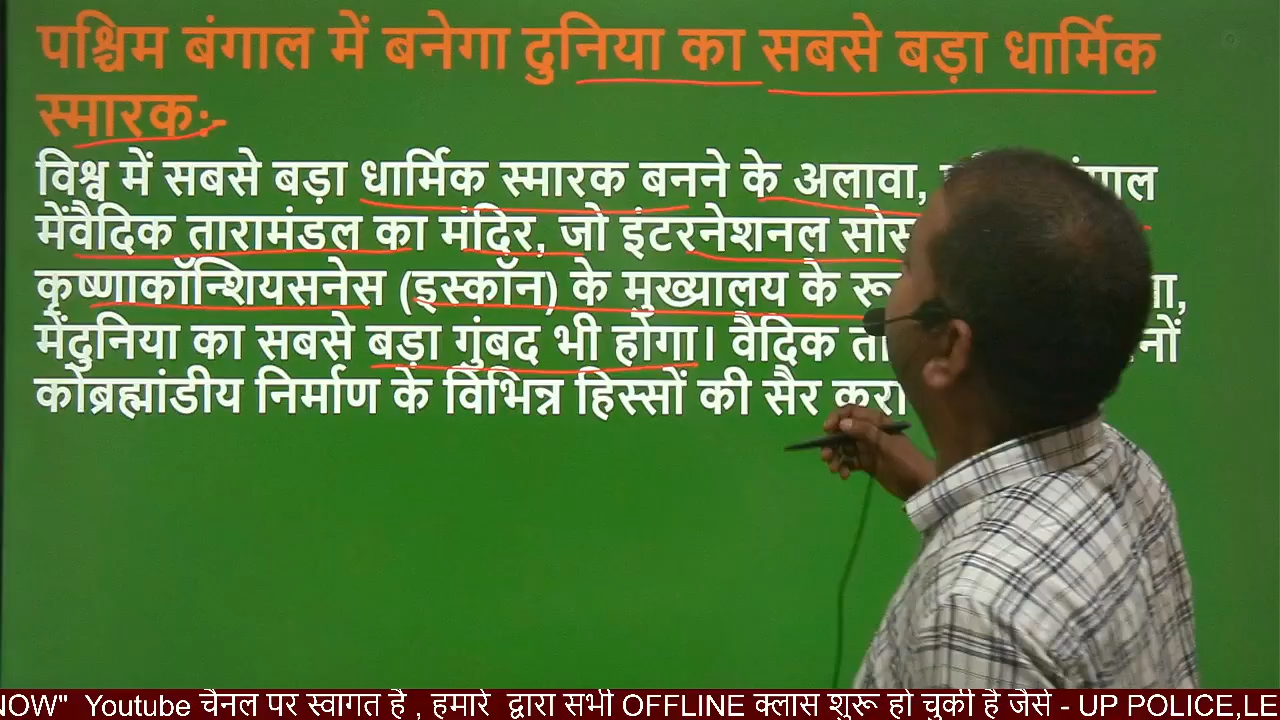 पश्चिम बंगाल में बनेगा दुनिया का सबसे बड़ा धार्मिक
स्मारकः-
विश्व में सबसे बड़ा धार्मिक स्मारक बनने के अलावा,
मेंवैदिक तारामंडल का मंदिर, जो इंटरनेशनल
कृष्णाकॉन्शियसनेस (इस्कॉन) के मुख्यालय के
मेंदुनिया का सबसे बड़ा गुंबद भी होगा। वैदिक
कोब्रह्मांडीय निर्माण के विभिन्न हिस्सों की सैर
NOW" Youtube चैनल पर स्वागत है , हमारे द्वारा सभी OFFLINE क्लास शुरू हो चुकी है जैसे - UP POLICE,LE